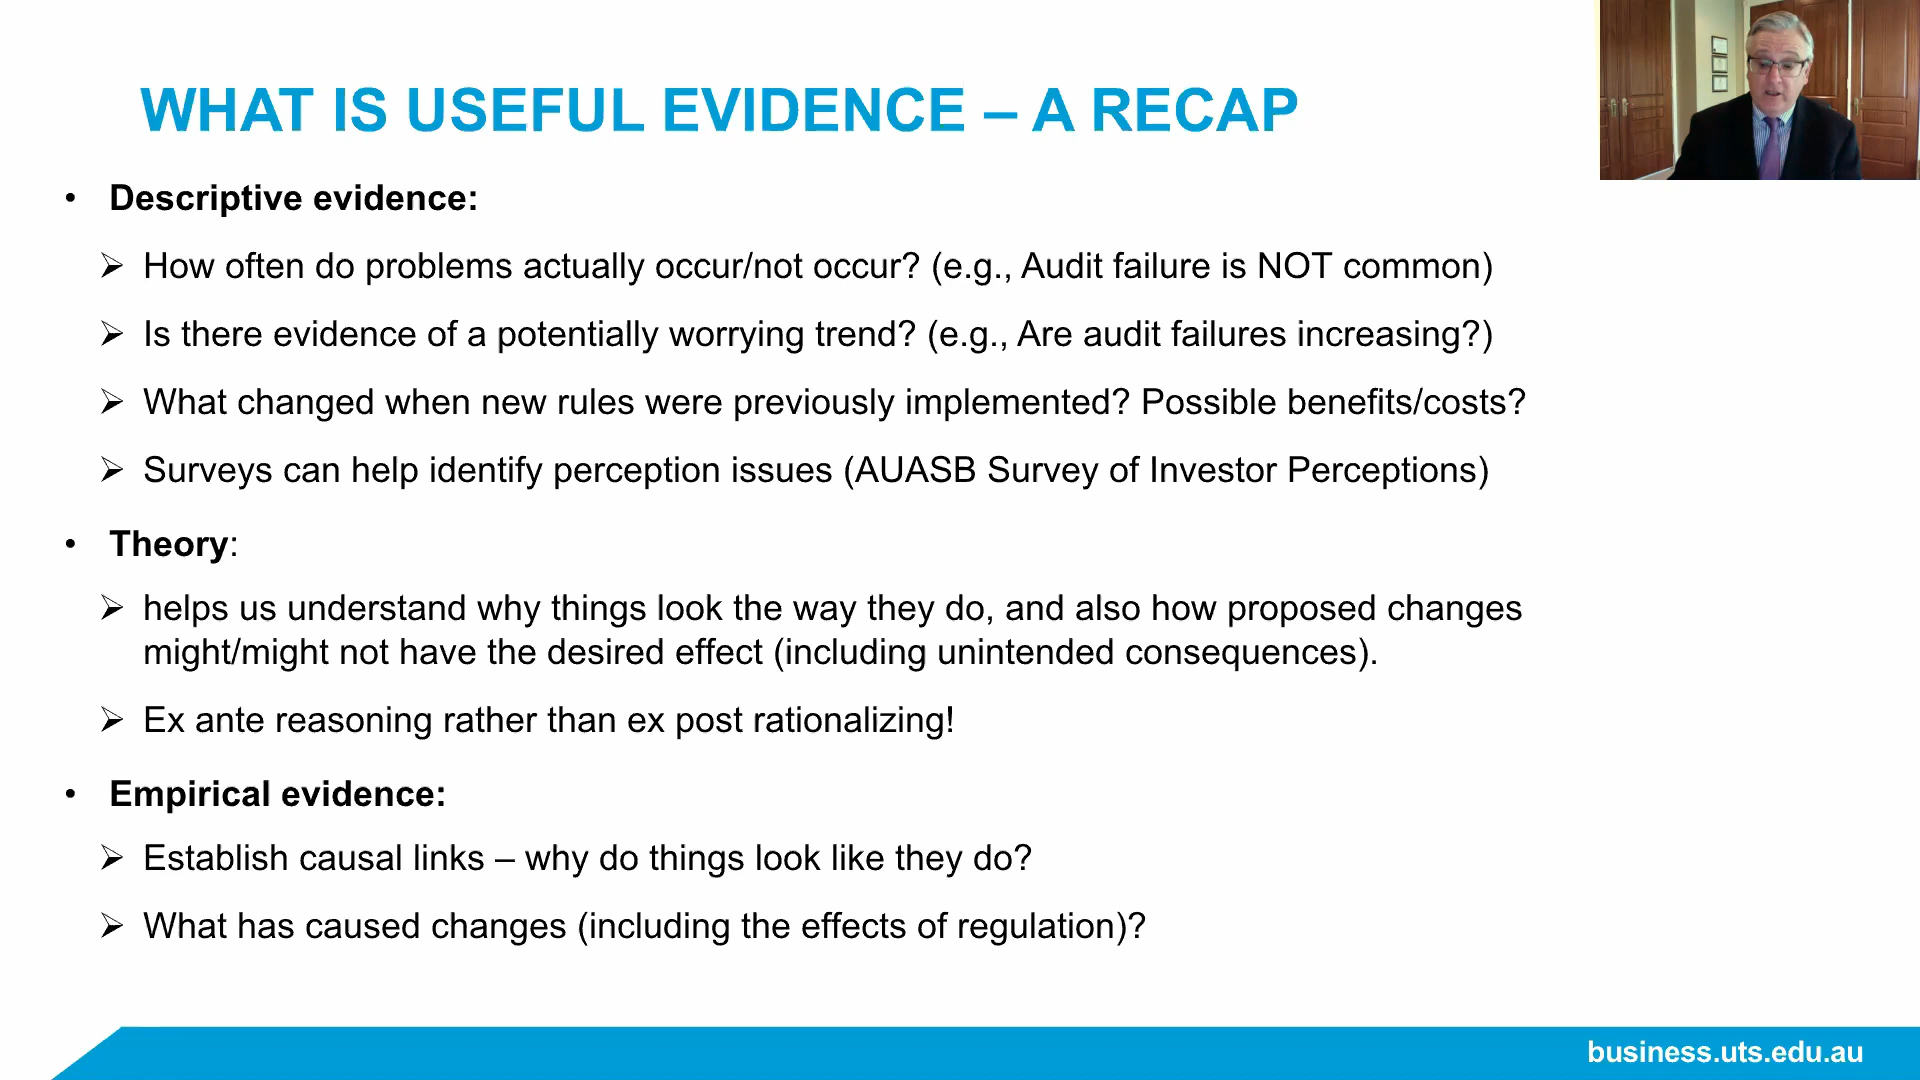 WHAT IS USEFUL EVIDENCE – A RECAP
• Descriptive evidence:
➢ How often do problems actually occur/not occur? (e.g., Audit failure is NOT common)
➢ Is there evidence of a potentially worrying trend? (e.g., Are audit failures increasing?)
➢ What changed when new rules were previously implemented? Possible benefits/costs?
➢ Surveys can help identify perception issues (AUASB Survey of Investor Perceptions)
• Theory:
➢ helps us understand why things look the way they do, and also how proposed changes
might/might not have the desired effect (including unintended consequences).
➢ Ex ante reasoning rather than ex post rationalizing!
• Empirical evidence:
➢ Establish causal links – why do things look like they do?
➢ What has caused changes (including the effects of regulation)?
business.uts.edu.au